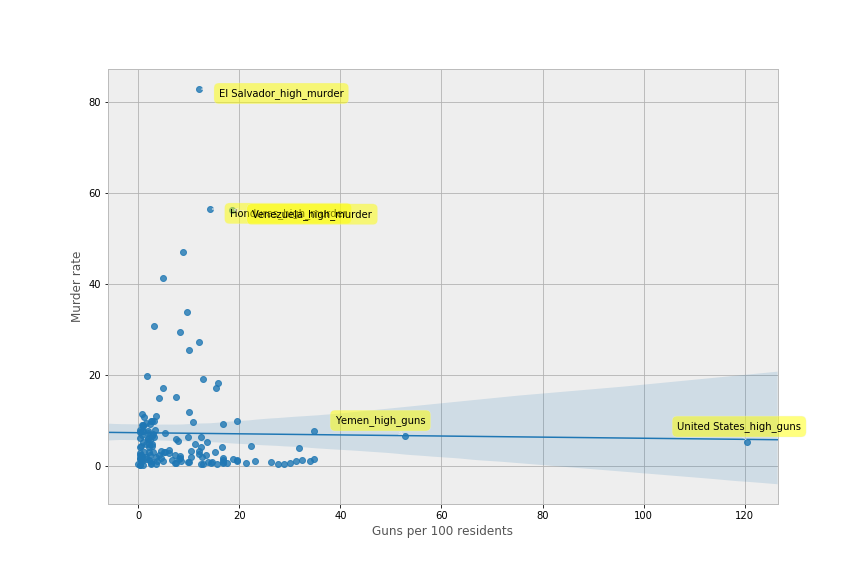 80
El Salvador_high_murder
60
Honduras_high_murder
Venezuela_high_murder
Murder rate
40
20
Yemen_high_guns
United States_high_guns
0
0 20 40 60 80 100 120
Guns per 100 residents